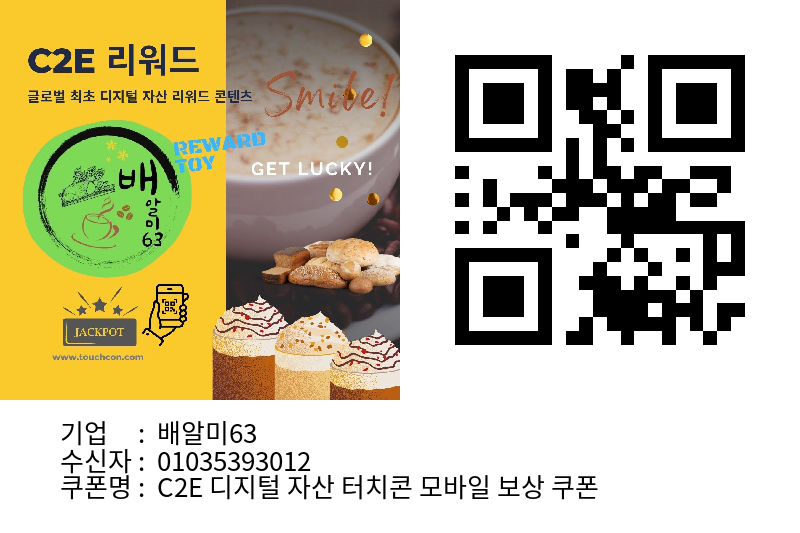 C2E 리워드
글로벌 최초 디지털 자산 리워드 콘텐츠
Smile!
REWARD
TOY
GET LUCKY!
배
알
미
63
JACKPOT
www.touchcon.com
기업 : 배알미63
수신자 : 01035393012
쿠폰명 : C2E 디지털 자산 터치콘 모바일 보상 쿠폰